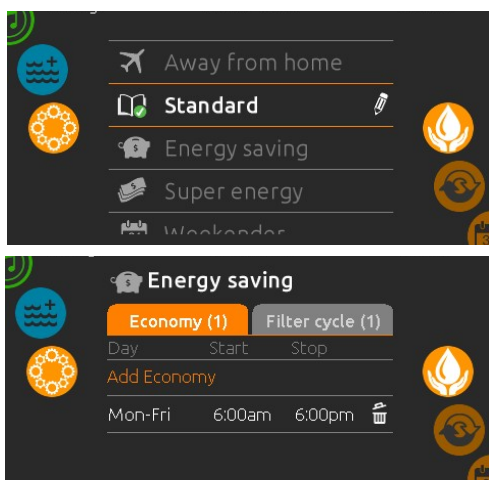 Away from home
Standard
Energy saving
Super energy
Weekender
Energy saving
Economy (1) Filter cycle (1)
Day Start Stop
Add Economy
Mon-Fri 6:00am 6:00pm